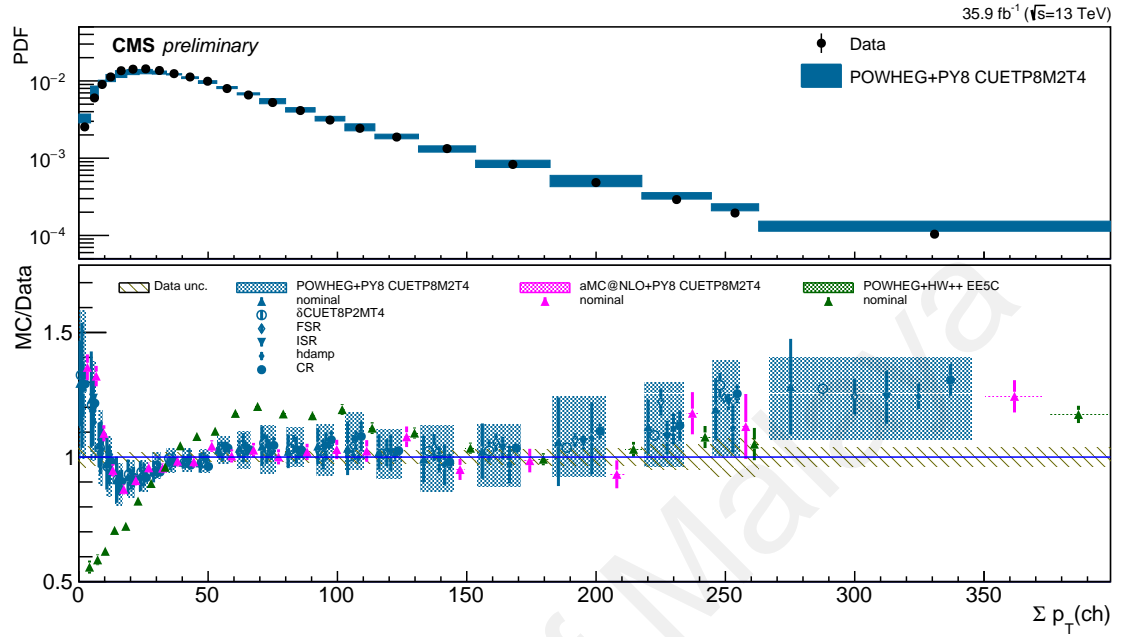 35.9 fb⁻¹ (√s=13 TeV)
CMS preliminary
PDF
Data
POWHEG+PY8 CUETP8M2T4
10⁻²
10⁻³
10⁻⁴
MC/Data
Data unc.
POWHEG+PY8 CUETP8M2T4
nominal
δCUET8P2MT4
FSR
ISR
hdamp
CR
aMC@NLO+PY8 CUETP8M2T4
nominal
POWHEG+HW++ EE5C
nominal
1.5
1
0.5
0 50 100 150 200 250 300 350
Σ p_T(ch)